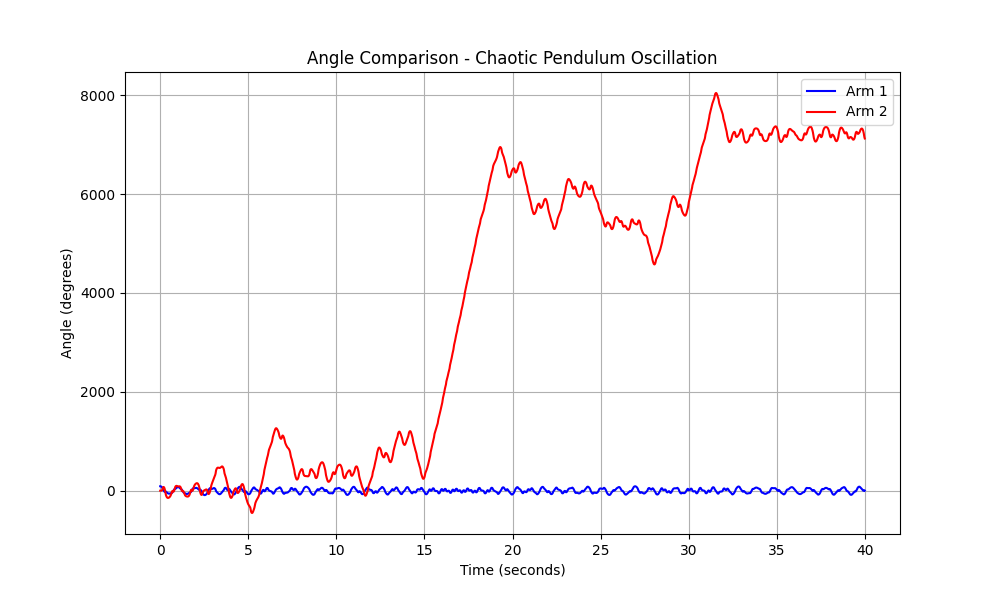 Angle Comparison - Chaotic Pendulum Oscillation
Arm 1
Arm 2
8000
6000
4000
2000
0
Angle (degrees)
0 5 10 15 20 25 30 35 40
Time (seconds)